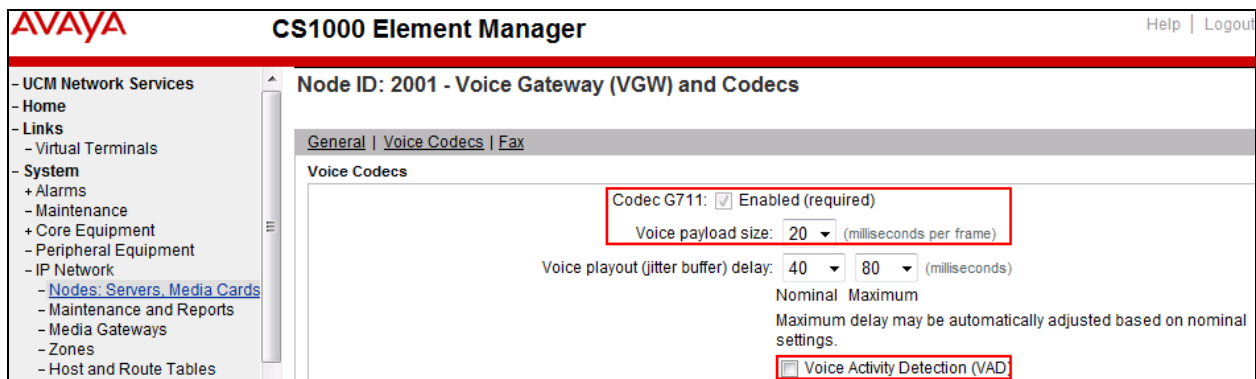 AVAYA
CS1000 Element Manager
Help | Logout
- UCM Network Services
- Home
- Links
- Virtual Terminals
- System
+ Alarms
- Maintenance
+ Core Equipment
- Peripheral Equipment
- IP Network
- Nodes: Servers, Media Cards
- Maintenance and Reports
- Media Gateways
- Zones
- Host and Route Tables
Node ID: 2001 - Voice Gateway (VGW) and Codecs
General | Voice Codecs | Fax
Voice Codecs
Codec G711: Enabled (required)
Voice payload size: 20 (milliseconds per frame)
Voice playout (jitter buffer) delay: 40 80 (milliseconds)
Nominal Maximum
Maximum delay may be automatically adjusted based on nominal
settings.
Voice Activity Detection (VAD)